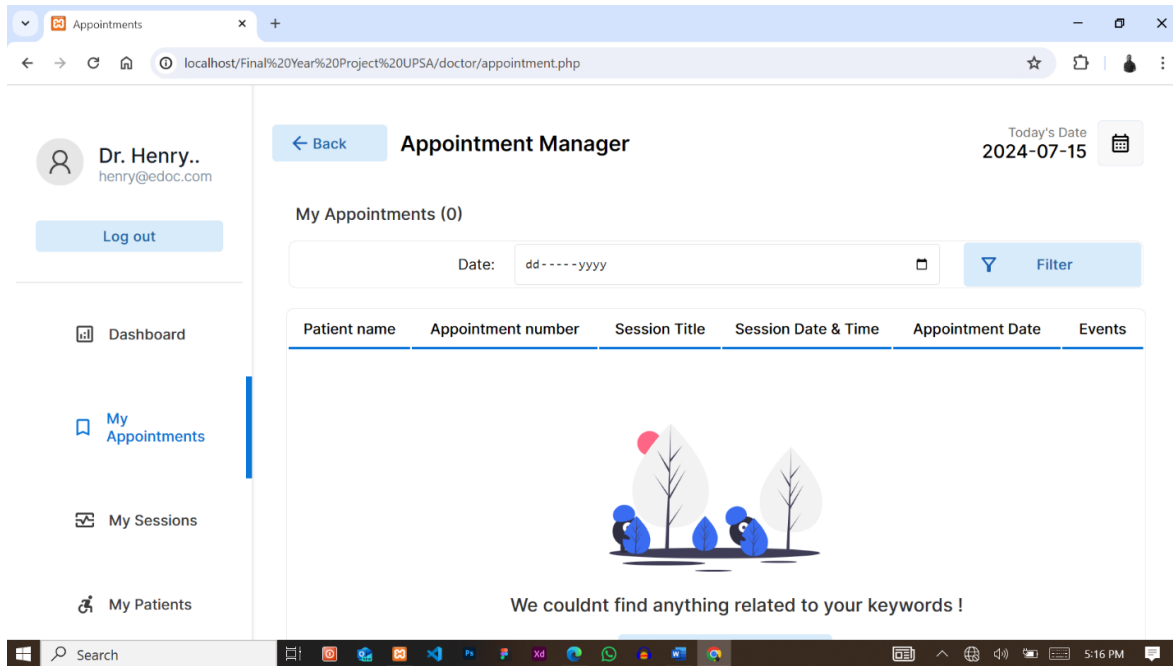 Appointments
localhost/Final%20Year%20Project%20UPSA/doctor/appointment.php
Dr. Henry..
henry@edoc.com
Log out
Dashboard
My
Appointments
My Sessions
My Patients
Back
Appointment Manager
Today's Date
2024-07-15
My Appointments (0)
Date:
dd-----yyyy
Filter
Patient name
Appointment number
Session Title
Session Date & Time
Appointment Date
Events
We couldnt find anything related to your keywords !
Search
Ps
Xd
5:16 PM